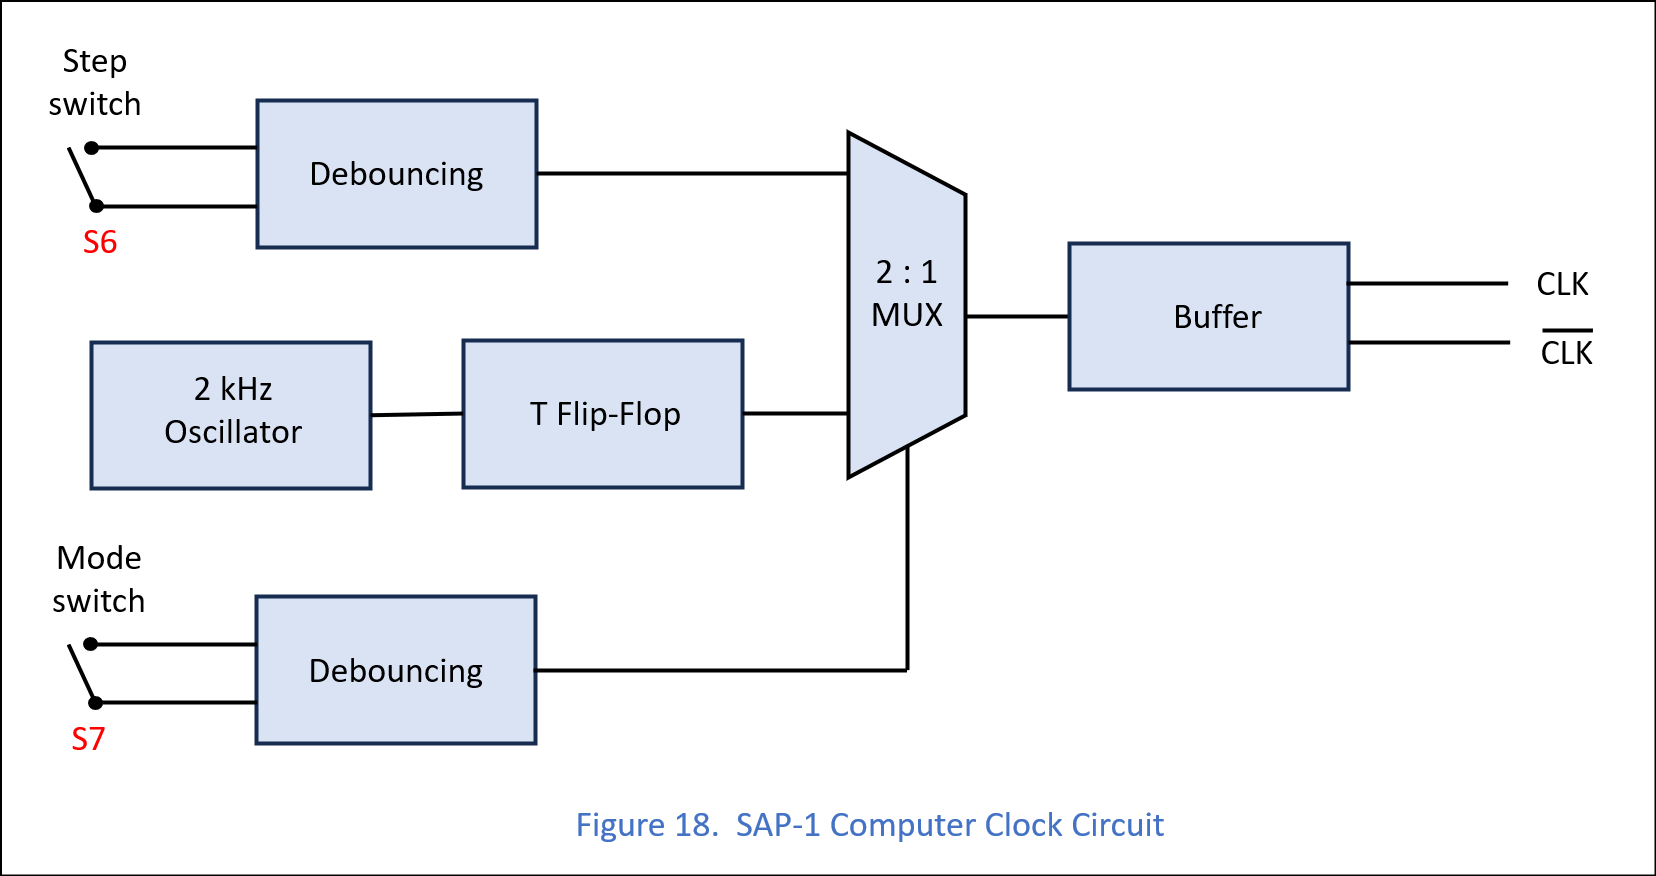 Step
switch
S6
Debouncing
2 : 1
MUX
Buffer
CLK
CLK
2 kHz
Oscillator
T Flip-Flop
Mode
switch
S7
Debouncing
Figure 18.  SAP-1 Computer Clock Circuit